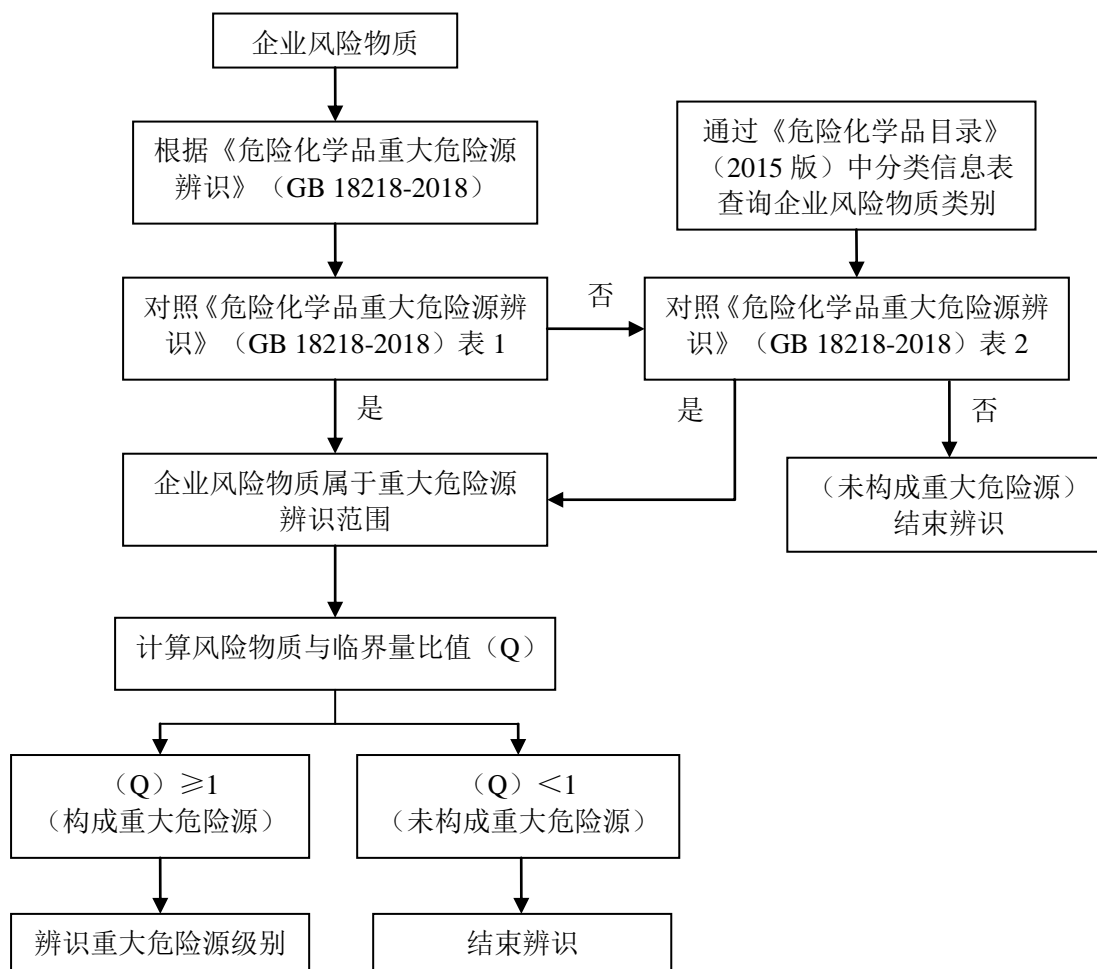 企业风险物质
根据《危险化学品重大危险源
辨识》（GB 18218-2018）
通过《危险化学品目录》
（2015 版）中分类信息表
查询企业风险物质类别
对照《危险化学品重大危险源辨
识》（GB 18218-2018）表 1
否
对照《危险化学品重大危险源辨
识》（GB 18218-2018）表 2
是
是
否
企业风险物质属于重大危险源
辨识范围
（未构成重大危险源）
结束辨识
计算风险物质与临界量比值（Q）
（Q）≥1
（构成重大危险源）
（Q）＜1
（未构成重大危险源）
辨识重大危险源级别
结束辨识